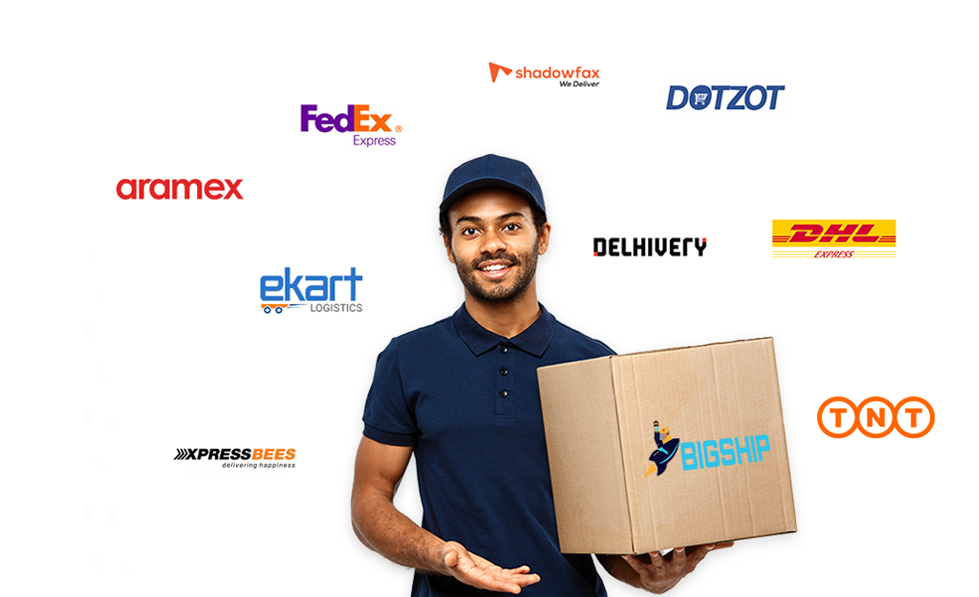 shadowfax
We Deliver
DOTZOT
FedEx®
Express
aramex
DELHIVERY
DHL
EXPRESS
ekart
LOGISTICS
TNT
BIGSHIP
XPRESSBEES
delivering happiness